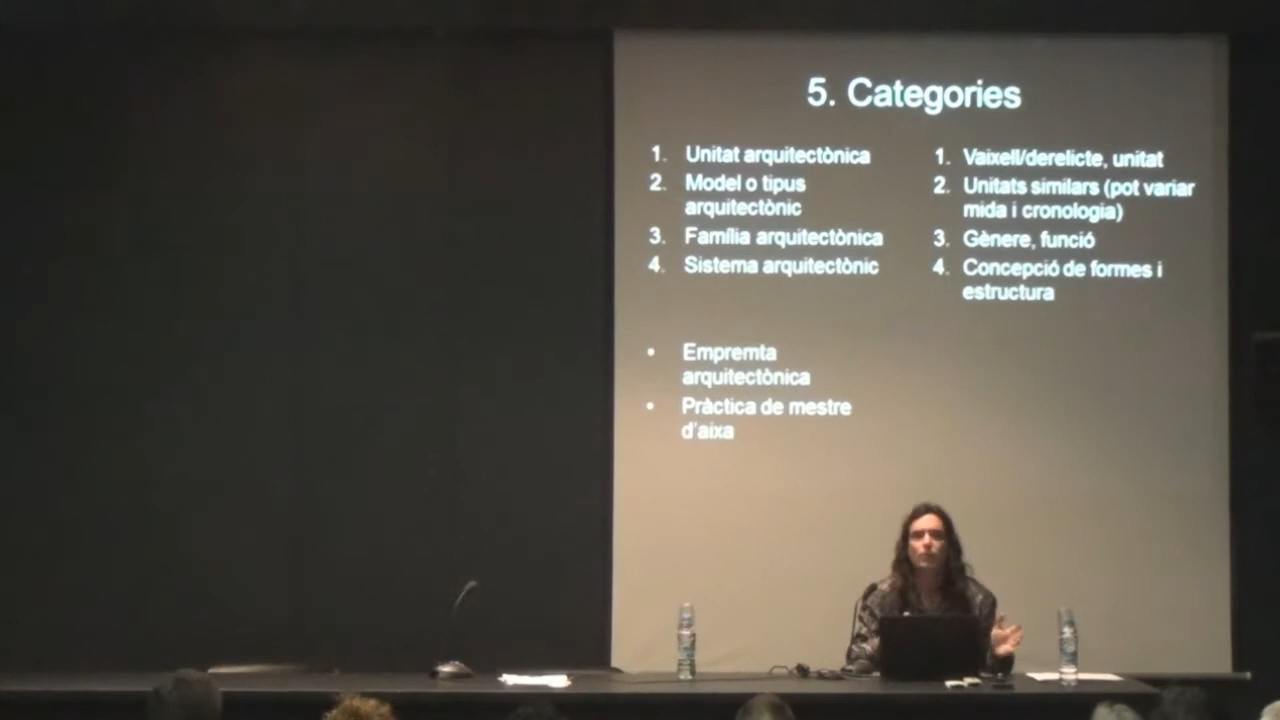 5. Categories
1. Unitat arquitectònica
2. Model o tipus
arquitectònic
3. Família arquitectònica
4. Sistema arquitectònic
• Empremta
arquitectònica
• Pràctica de mestre
d'aixa
1. Vaixell/derelicte, unitat
2. Unitats similars (pot variar
mida i cronologia)
3. Gènere, funció
4. Concepció de formes i
estructura